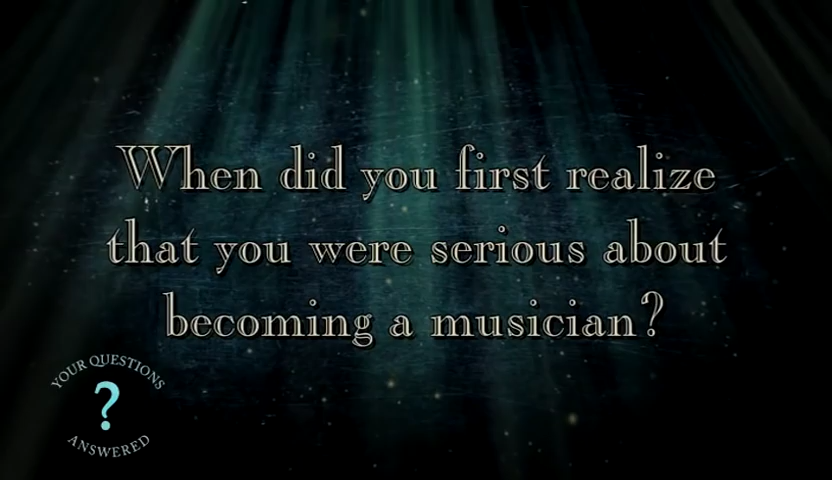 When did you first realize
that you were serious about
becoming a musician?
YOUR QUESTIONS
?
ANSWERED